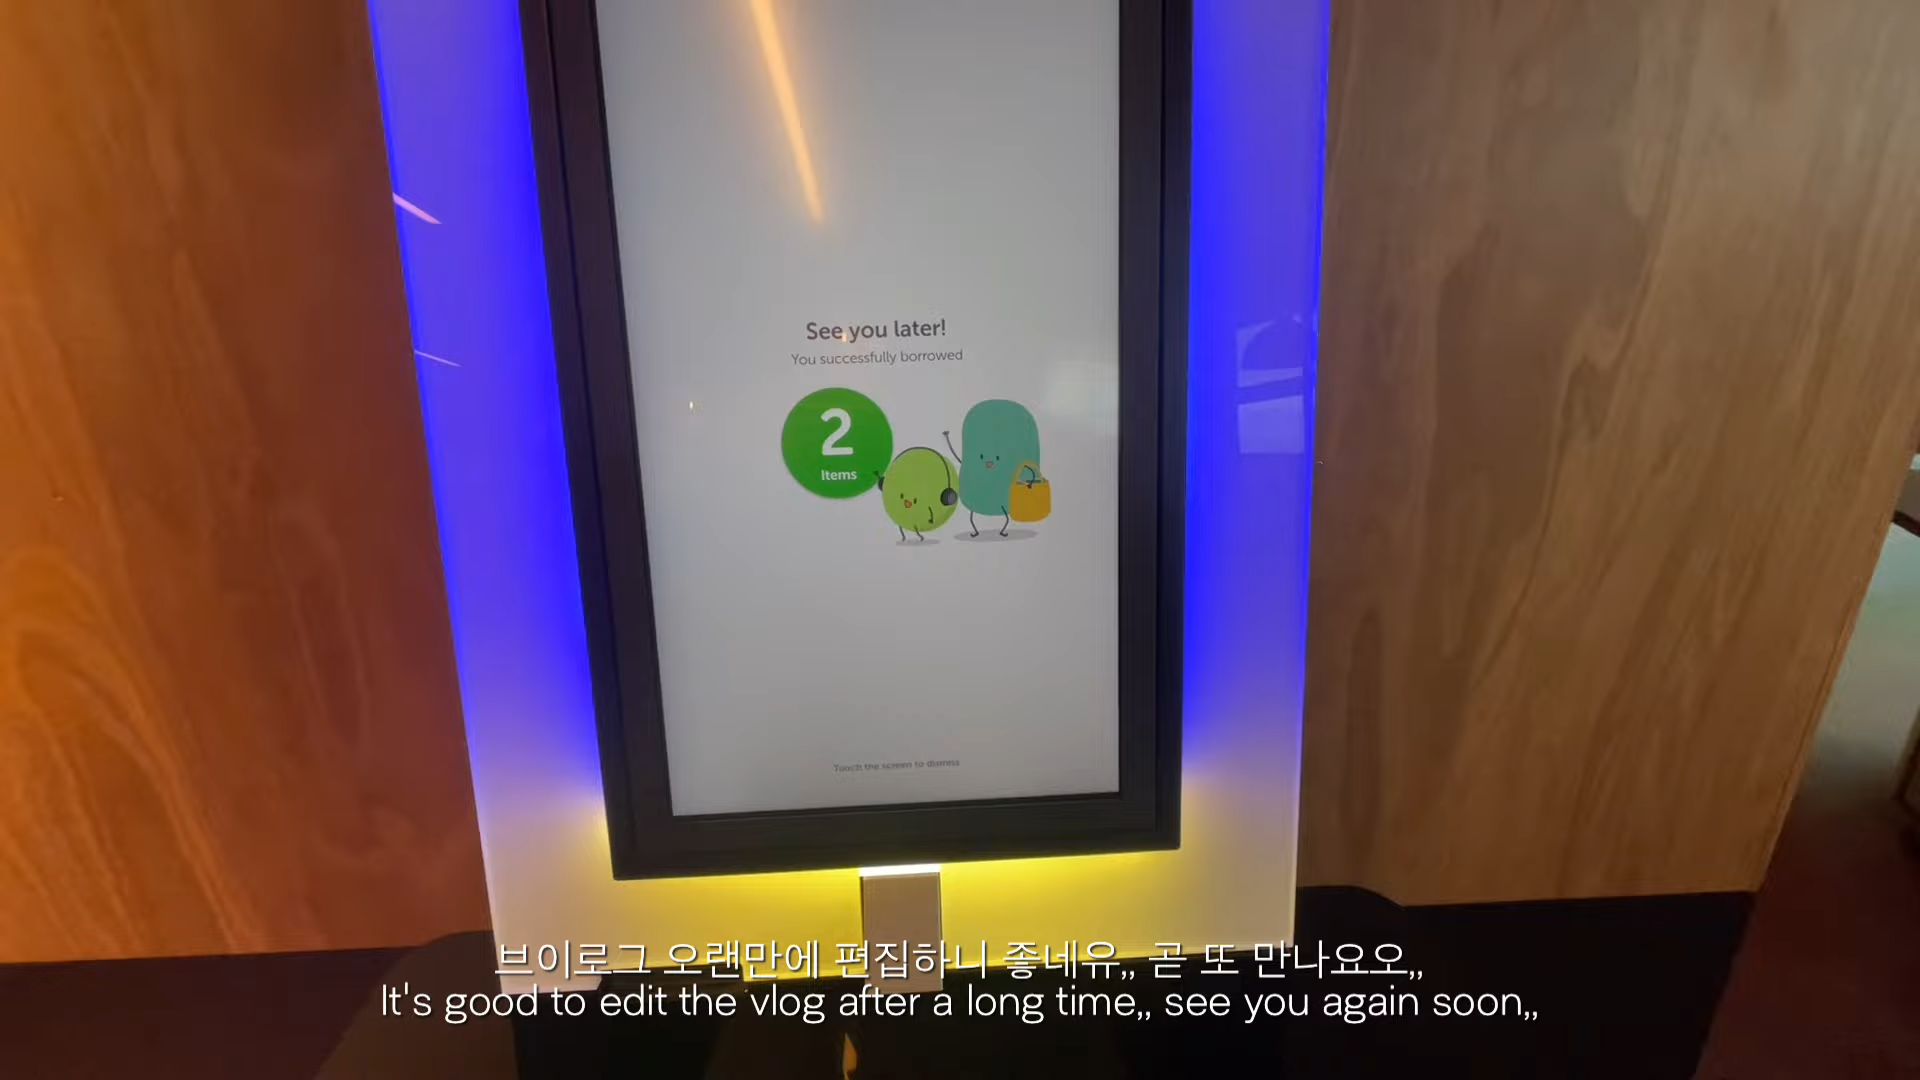 See you later!
You successfully borrowed
2
Items
Touch the screen to dismiss
브이로그 오랜만에 편집하니 좋네유,, 곧 또 만나요오,,
It's good to edit the vlog after a long time,, see you again soon,,